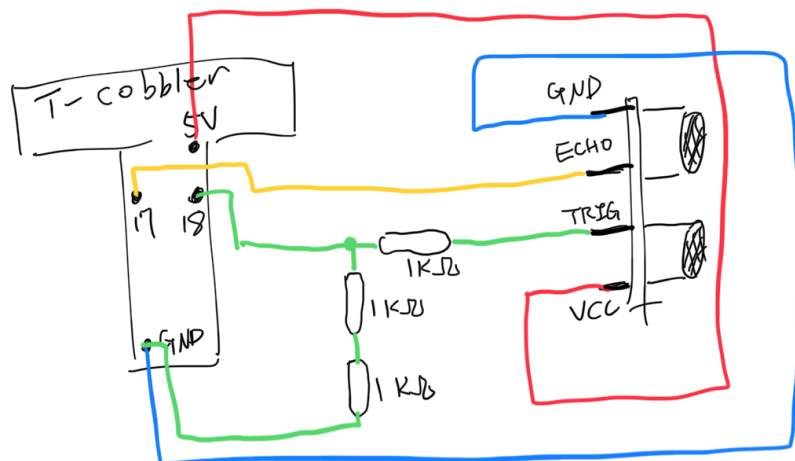 T-cobbler
5V
GND
ECHO
17
18
TRIG
1KΩ
VCC
1KΩ
GND
1KΩ